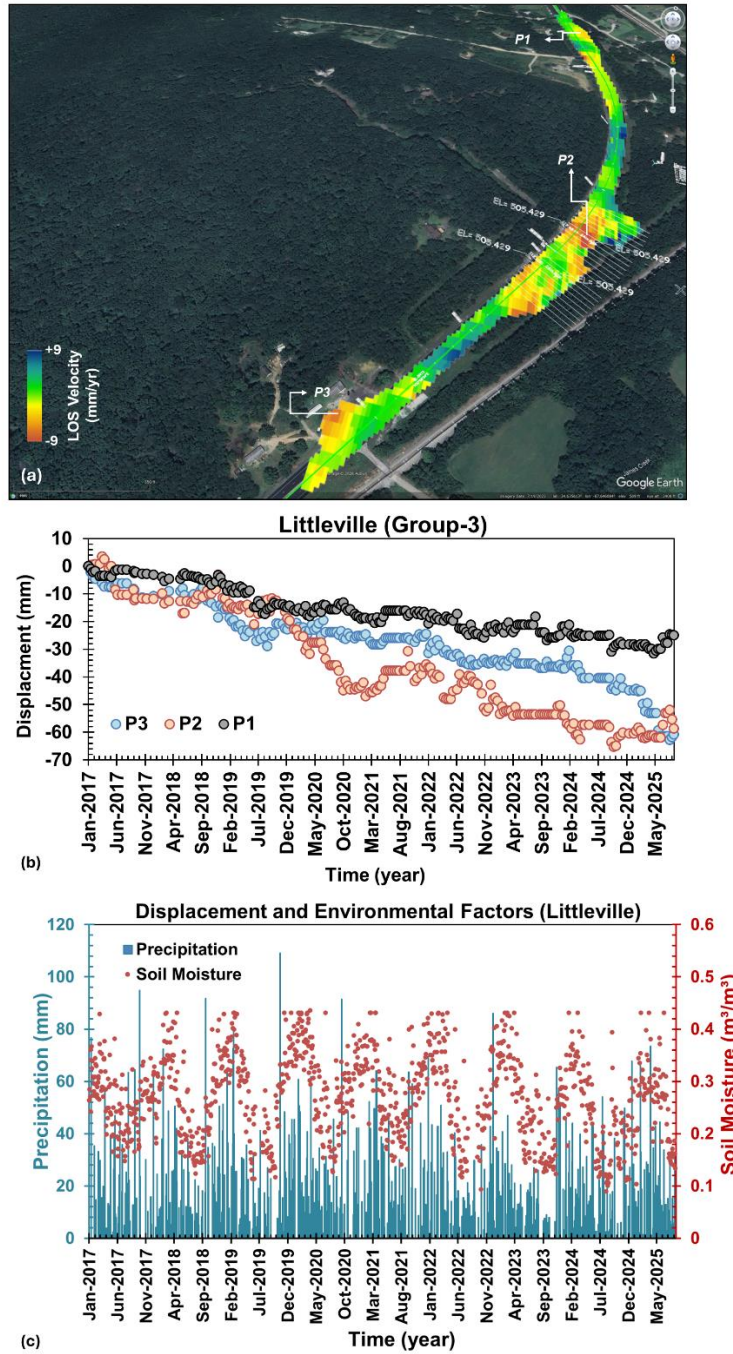 P1
P2
EL= 505.429
EL= 505.429
EL= 505.429
EL= 505.429
P3
+9
-9
LOS Velocity
(mm/yr)
(a)
James Creek
Google Earth
Littleville (Group-3)
Displacment (mm)
10
0
-10
-20
-30
-40
-50
-60
-70
P3 P2 P1
Jan-2017 Jun-2017 Nov-2017 Apr-2018 Sep-2018 Feb-2019 Jul-2019 Dec-2019 May-2020 Oct-2020 Mar-2021 Aug-2021 Jan-2022 Jun-2022 Nov-2022 Apr-2023 Sep-2023 Feb-2024 Jul-2024 Dec-2024 May-2025
(b)
Time (year)
Displacement and Environmental Factors (Littleville)
Precipitation (mm)
120
100
80
60
40
20
0
Precipitation
Soil Moisture
0.6
0.5
0.4
0.3
0.2
0.1
0
Soil Moisture (m³/m³)
Jan-2017 Jun-2017 Nov-2017 Apr-2018 Sep-2018 Feb-2019 Jul-2019 Dec-2019 May-2020 Oct-2020 Mar-2021 Aug-2021 Jan-2022 Jun-2022 Nov-2022 Apr-2023 Sep-2023 Feb-2024 Jul-2024 Dec-2024 May-2025
(c)
Time (year)